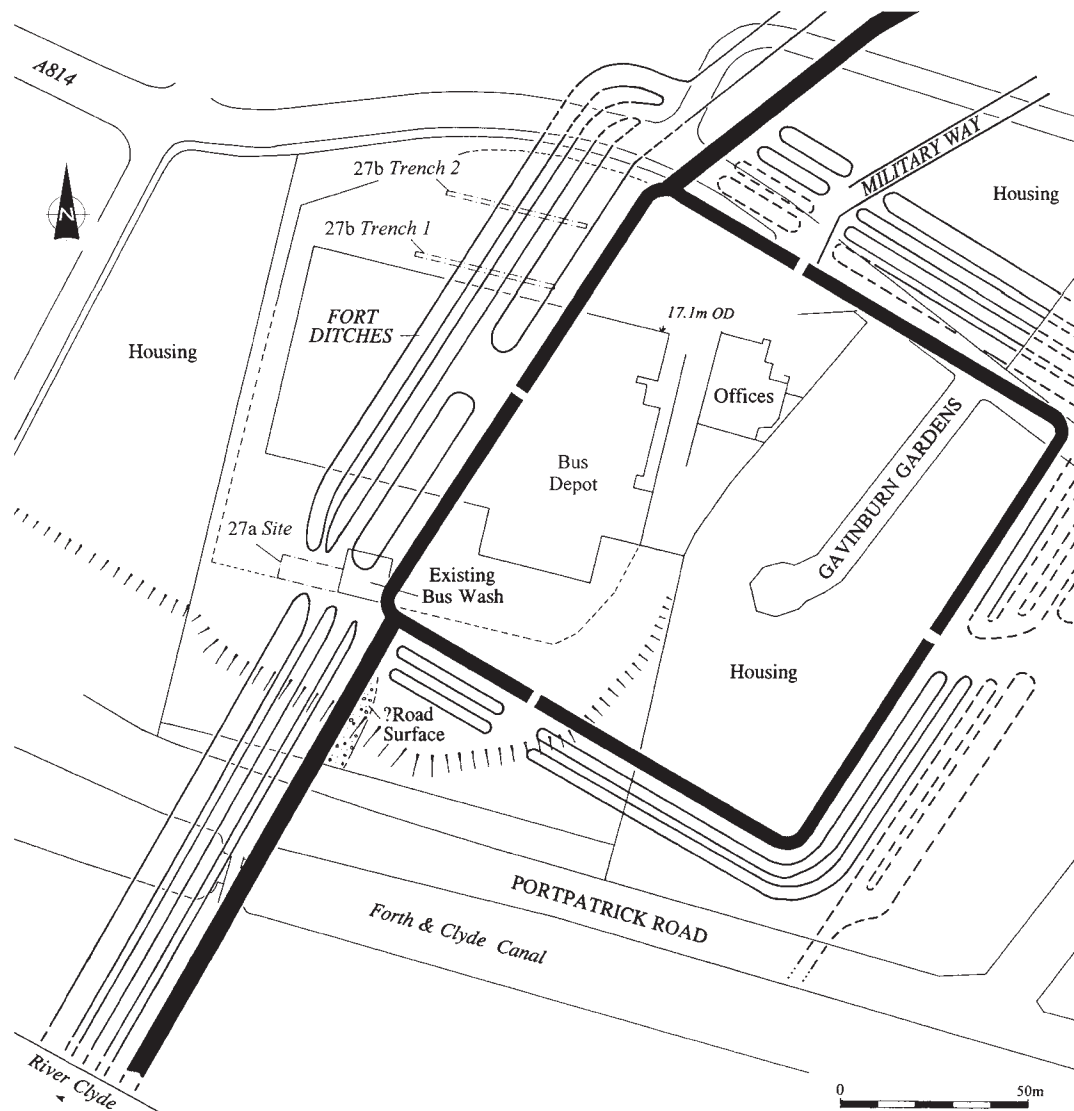 A814
27b Trench 2
MILITARY WAY
Housing
N
27b Trench 1
17.1m OD
FORT
DITCHES
Housing
Offices
Bus
Depot
GAVINBURN GARDENS
27a Site
Existing
Bus Wash
Housing
?Road
Surface
PORTPATRICK ROAD
Forth & Clyde Canal
River Clyde
0 50m